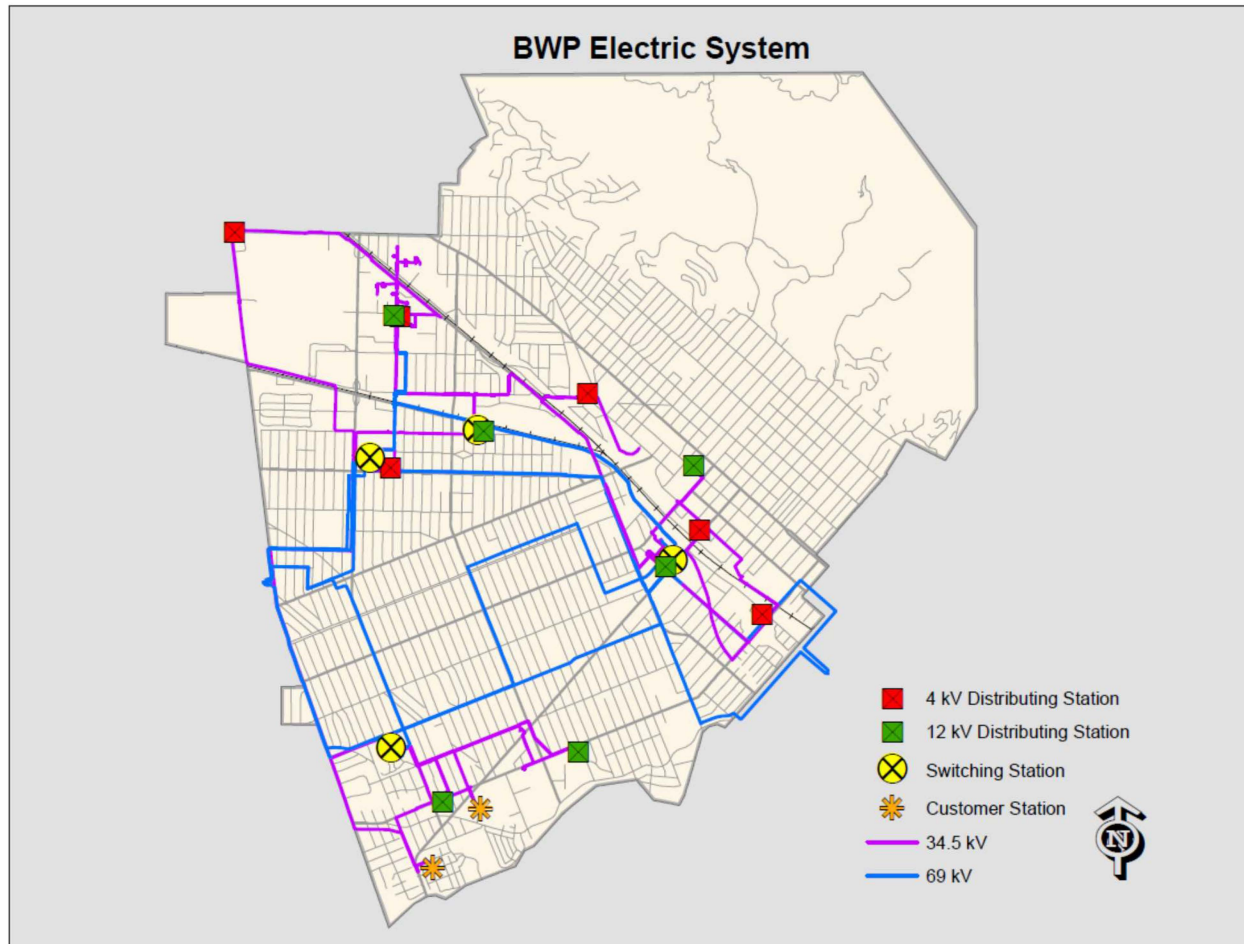 BWP Electric System
4 kV Distributing Station
12 kV Distributing Station
Switching Station
Customer Station
34.5 kV
69 kV
N